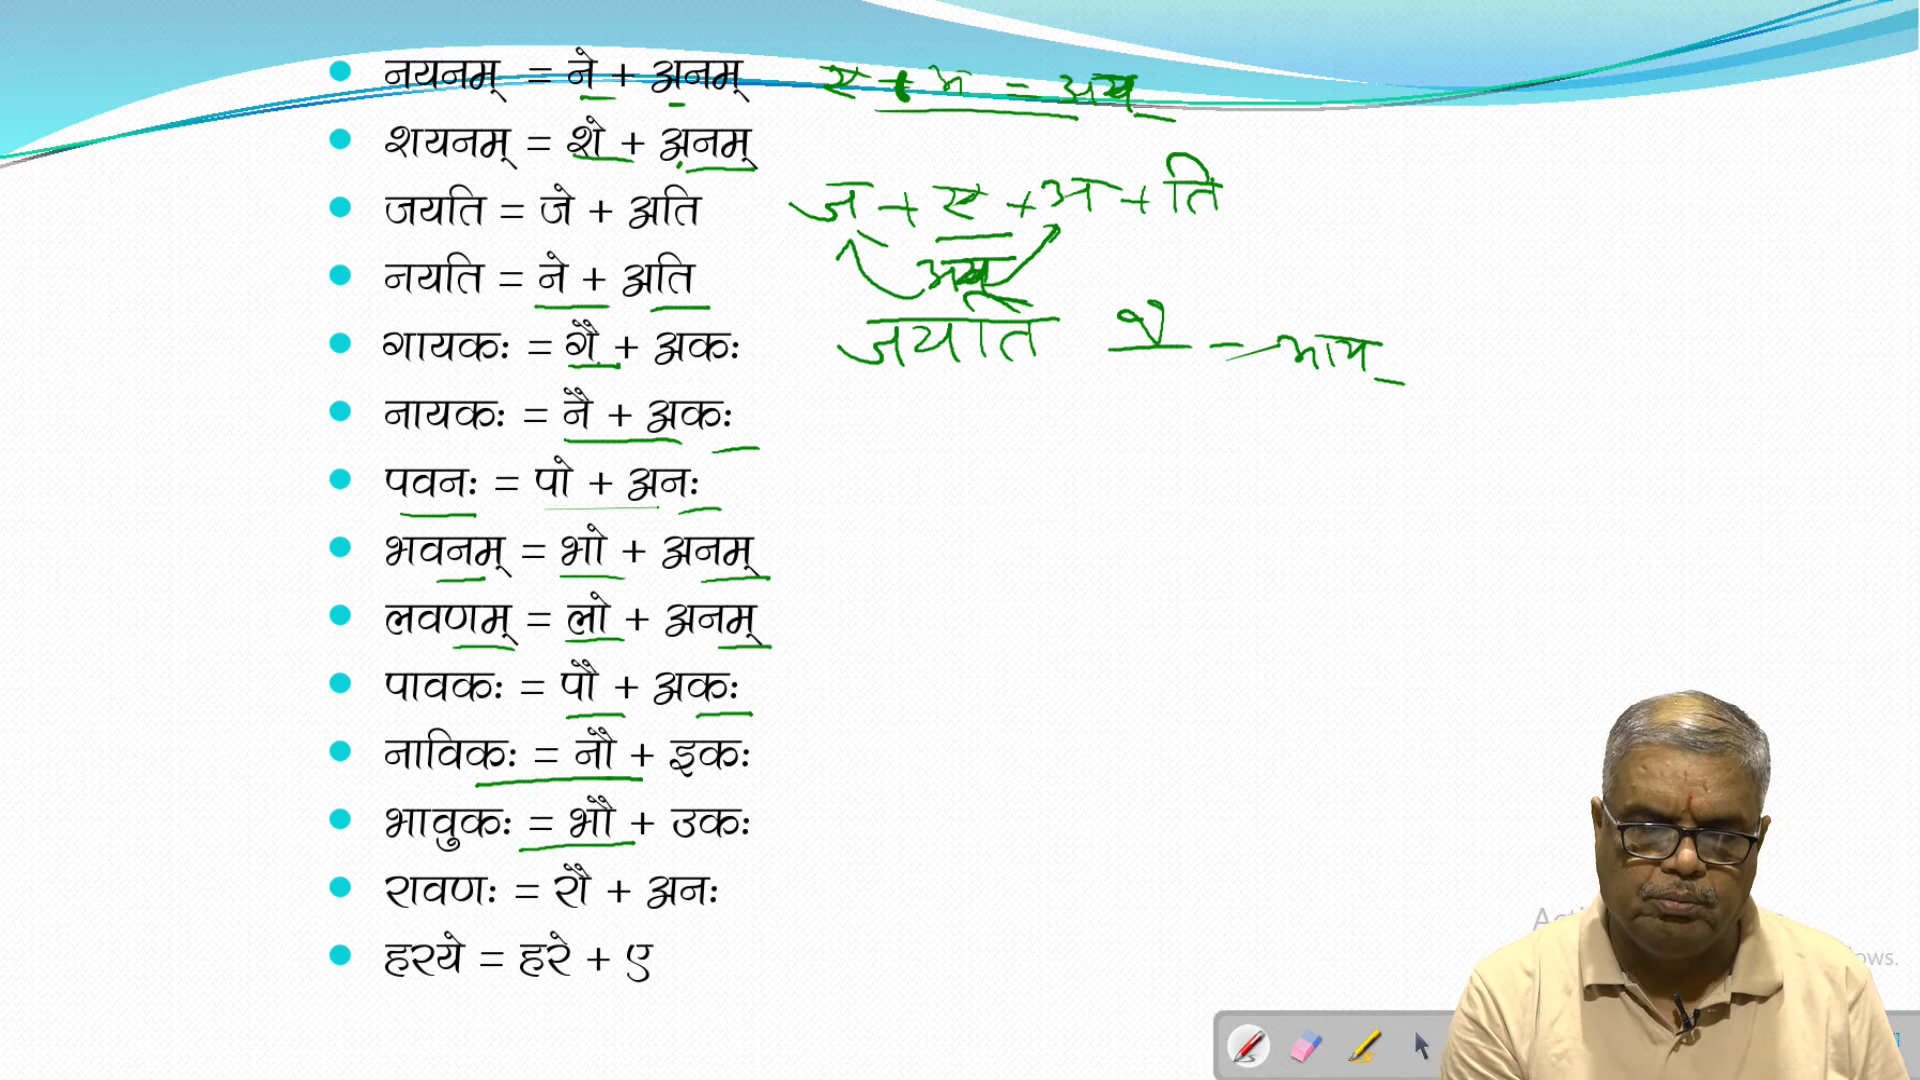 नयनम् = ने + अनम्
शयनम् = शे + अनम्
जयति = जे + अति
नयति = ने + अति
गायकः = गै + अकः
नायकः = नै + अकः
पवनः = पो + अनः
भवनम् = भो + अनम्
लवणम् = लो + अनम्
पावकः = पौ + अकः
नाविकः = नौ + इकः
भावुकः = भौ + उकः
रावणः = रौ + अनः
हरये = हरे + ए
ए + अ = अय्
ज् + ए + अ + ति
अय्
जयति
ऐ = आय्